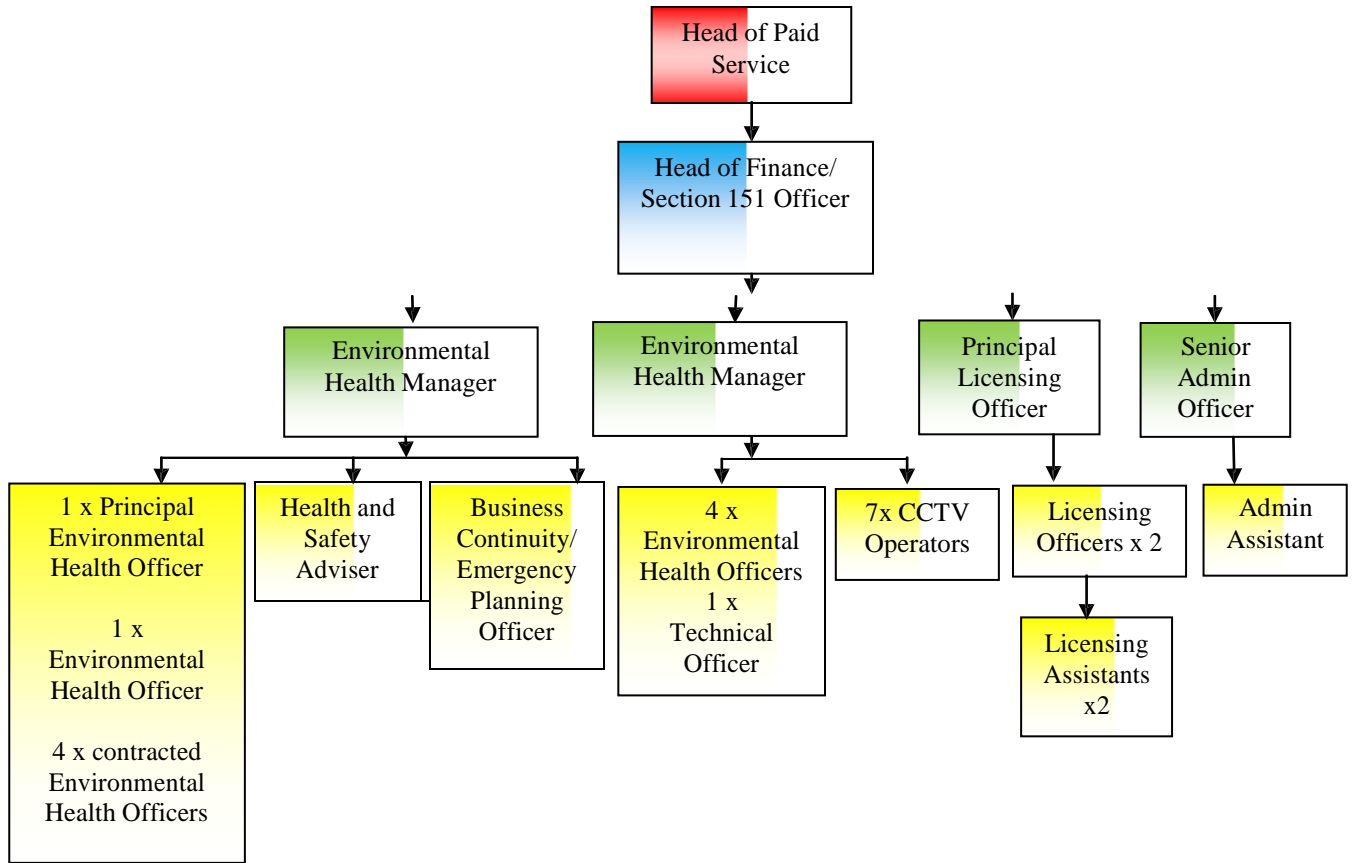 Head of Paid
Service
Head of Finance/
Section 151 Officer
Environmental
Health Manager
Environmental
Health Manager
Principal
Licensing
Officer
Senior
Admin
Officer
1 x Principal
Environmental
Health Officer
1 x
Environmental
Health Officer
4 x contracted
Environmental
Health Officers
Health and
Safety
Adviser
Business
Continuity/
Emergency
Planning
Officer
4 x
Environmental
Health Officers
1 x
Technical
Officer
7x CCTV
Operators
Licensing
Officers x 2
Admin
Assistant
Licensing
Assistants
x2